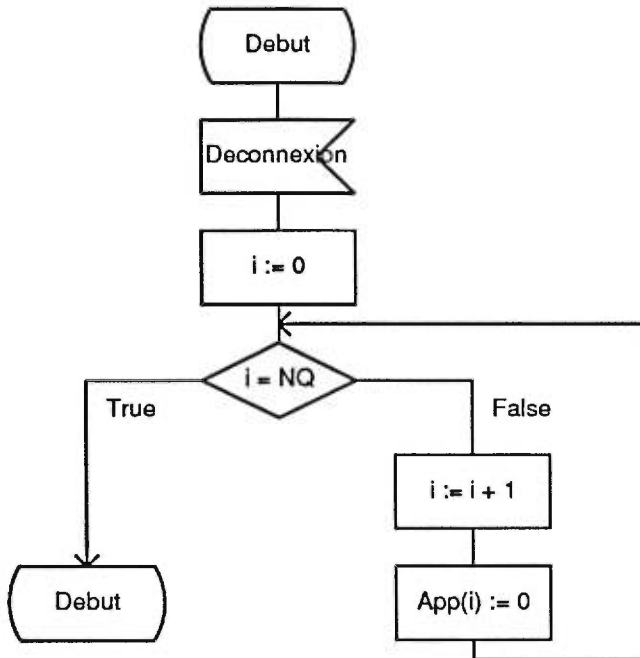 Debut
Deconnexion
i := 0
i = NQ
True
False
i := i + 1
Debut
App(i) := 0